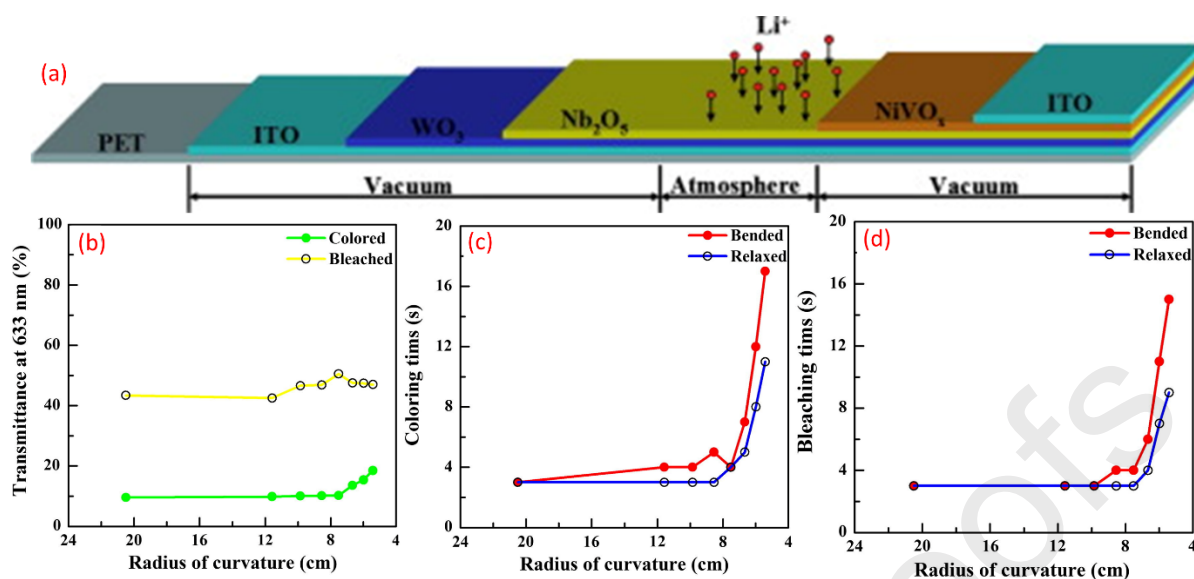 (a)
Li⁺
PET
ITO
WO₃
Nb₂O₅
NiVOₓ
ITO
Vacuum
Atmosphere
Vacuum
(b)
Colored
Bleached
Transmittance at 633 nm (%)
100
80
60
40
20
0
24 20 16 12 8 4
Radius of curvature (cm)
(c)
Bended
Relaxed
Coloring tims (s)
20
16
12
8
4
0
24 20 16 12 8 4
Radius of curvature (cm)
(d)
Bended
Relaxed
Bleaching tims (s)
20
16
12
8
4
0
24 20 16 12 8 4
Radius of curvature (cm)
oofs